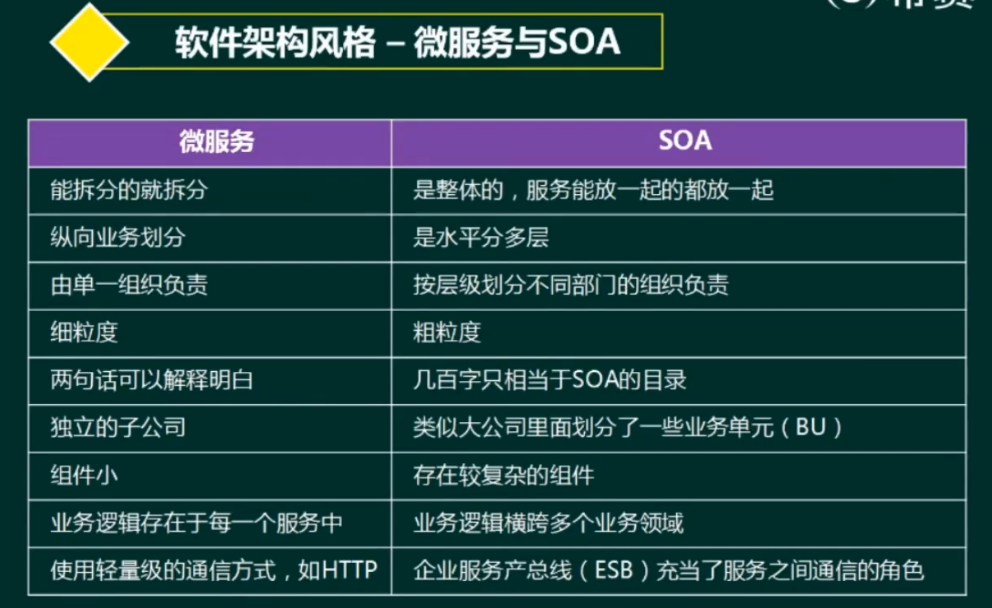 软件架构风格 – 微服务与SOA
微服务 SOA
能拆分的就拆分 是整体的，服务能放一起的都放一起
纵向业务划分 是水平分多层
由单一组织负责 按层级划分不同部门的组织负责
细粒度 粗粒度
两句话可以解释明白 几百字只相当于SOA的目录
独立的子公司 类似大公司里面划分了一些业务单元（BU）
组件小 存在较复杂的组件
业务逻辑存在于每一个服务中 业务逻辑横跨多个业务领域
使用轻量级的通信方式，如HTTP 企业服务产总线（ESB）充当了服务之间通信的角色